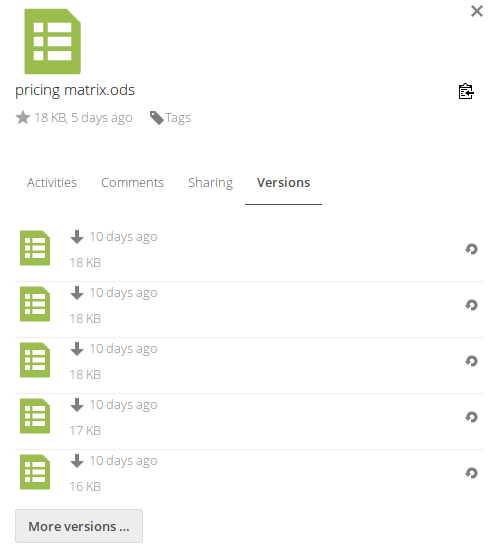 pricing matrix.ods
18 KB, 5 days ago Tags
Activities Comments Sharing Versions
10 days ago
18 KB
10 days ago
18 KB
10 days ago
18 KB
10 days ago
17 KB
10 days ago
16 KB
More versions ...